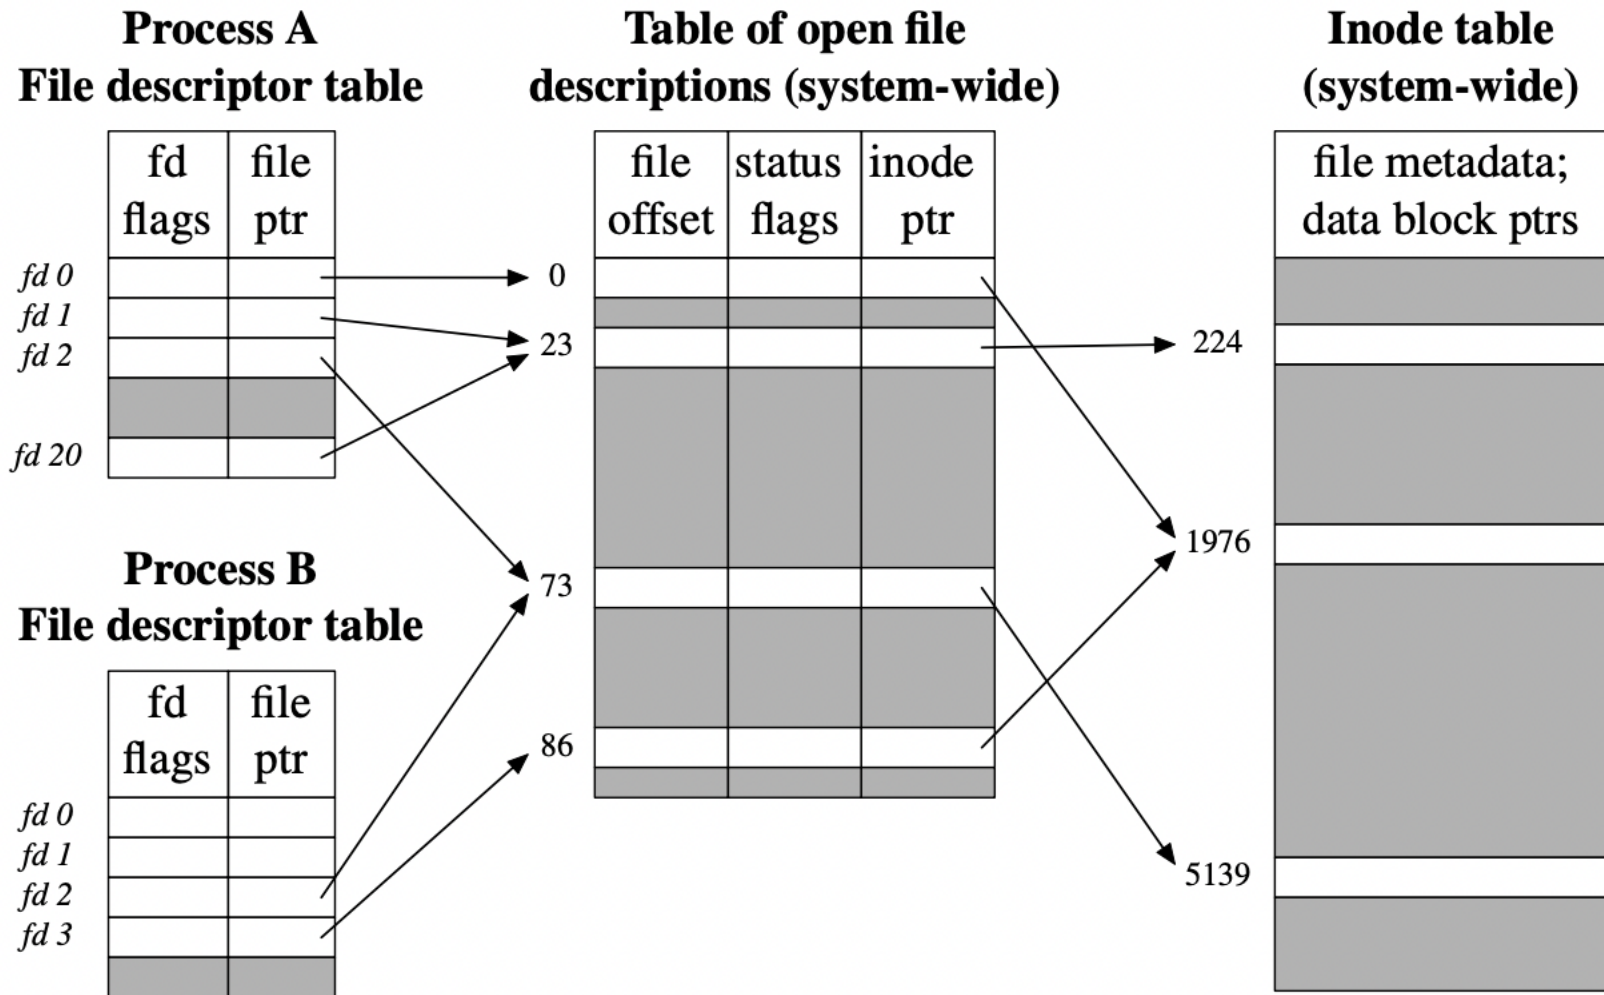 Process A
File descriptor table
fd
flags
file
ptr
fd 0
fd 1
fd 2
fd 20
Process B
File descriptor table
fd
flags
file
ptr
fd 0
fd 1
fd 2
fd 3
Table of open file
descriptions (system-wide)
file
offset
status
flags
inode
ptr
0
23
73
86
Inode table
(system-wide)
file metadata;
data block ptrs
224
1976
5139